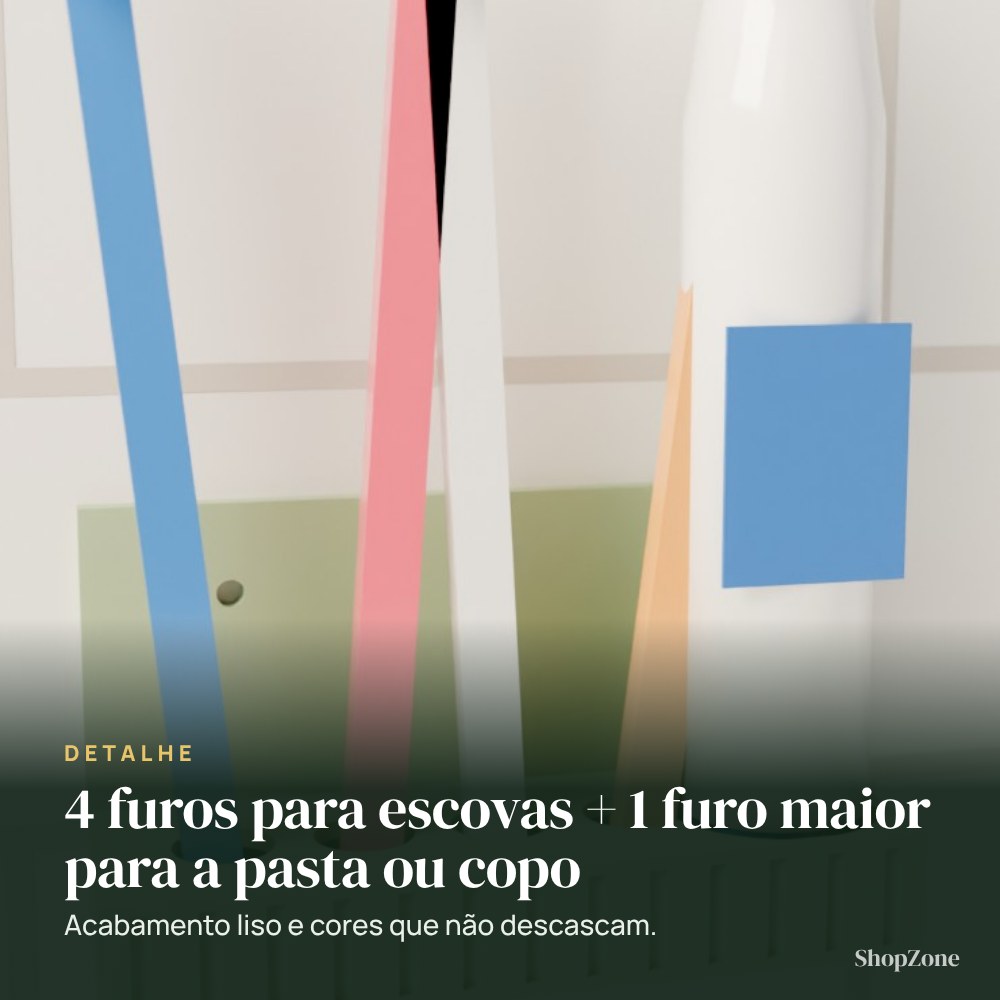 DETALHE
4 furos para escovas + 1 furo maior
para a pasta ou copo
Acabamento liso e cores que não descascam.
ShopZone